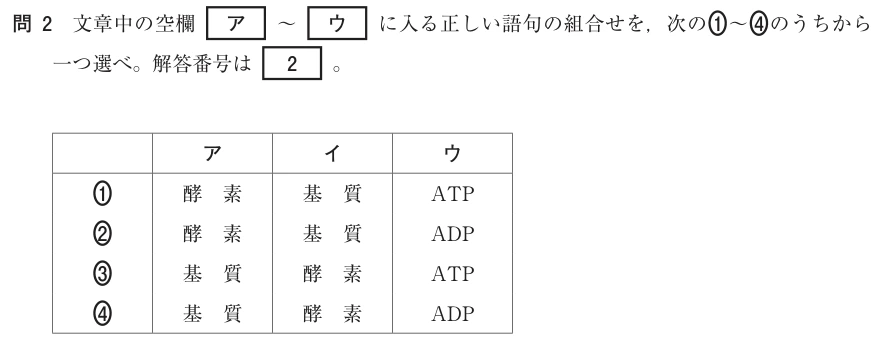 問 2　文章中の空欄 ア ～ ウ に入る正しい語句の組合せを，次の①～④のうちから
一つ選べ。解答番号は 2 。
ア　イ　ウ
①　酵　素　基　質　ATP
②　酵　素　基　質　ADP
③　基　質　酵　素　ATP
④　基　質　酵　素　ADP